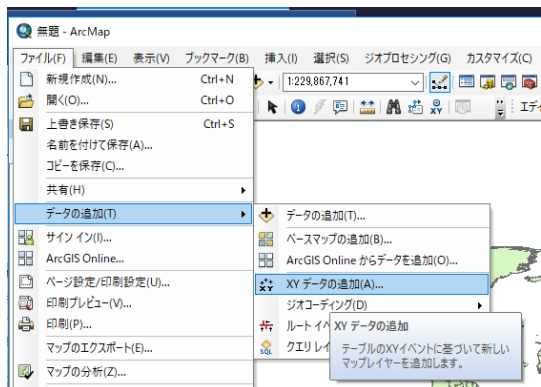 無題 - ArcMap
ファイル(F) 編集(E) 表示(V) ブックマーク(B) 挿入(I) 選択(S) ジオプロセシング(G) カスタマイズ(C)
新規作成(N)... Ctrl+N
1:229,867,741
開く(O)... Ctrl+O
XY
エデ
上書き保存(S) Ctrl+S
名前を付けて保存(A)...
コピーを保存(C)...
共有(H)
データの追加(T)
データの追加(T)...
サイン イン(I)...
ベースマップの追加(B)...
ArcGIS Online...
ArcGIS Online からデータを追加(O)...
ページ設定/印刷設定(U)...
XY
XY データの追加(A)...
印刷プレビュー(V)...
ジオコーディング(D)
印刷(P)...
ルート イベ
XY データの追加
マップのエクスポート(E)...
SQL
クエリ レイ
テーブルのXYイベントに基づいて新しい
マップレイヤーを追加します。
マップの分析(Z)...